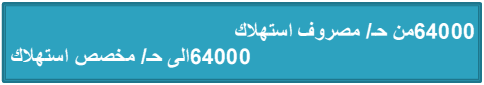 64000من حـ/ مصروف استهلاك
64000الى حـ/ مخصص استهلاك